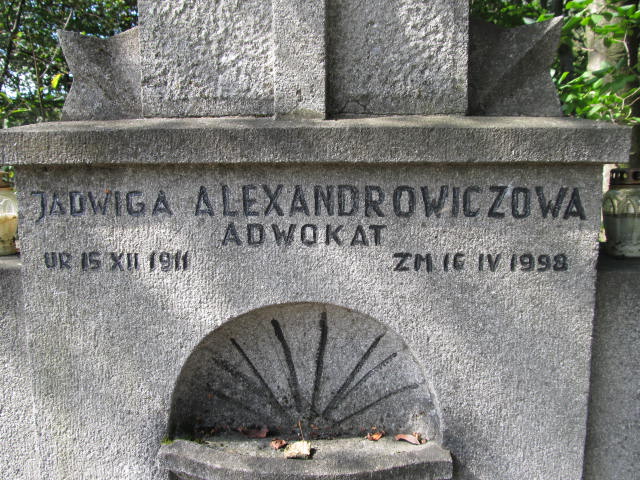 JADWIGA ALEXANDROWICZOWA
ADWOKAT
UR 15 XII 1911 ZM 16 IV 1998